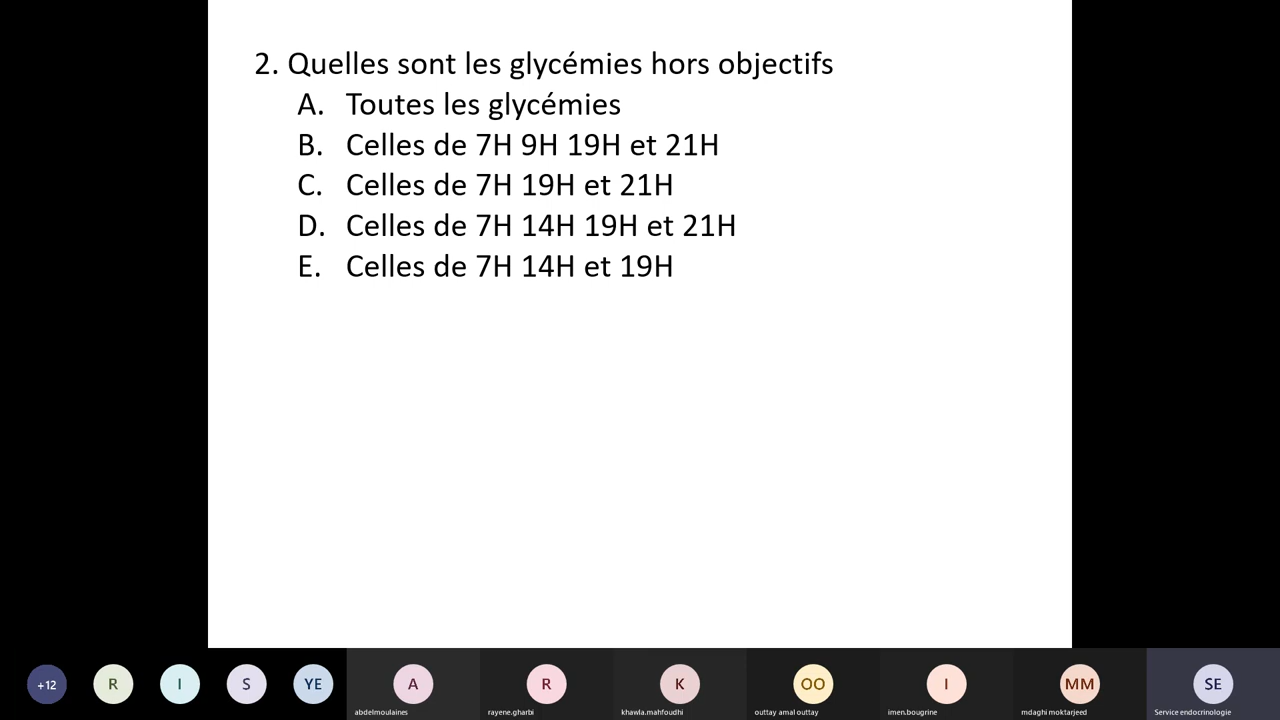 2. Quelles sont les glycémies hors objectifs
A. Toutes les glycémies
B. Celles de 7H 9H 19H et 21H
C. Celles de 7H 19H et 21H
D. Celles de 7H 14H 19H et 21H
E. Celles de 7H 14H et 19H
+12 R I S YE A R K OO I MM SE
abdelmoulaines rayene.gharbi khawla.mahfoudhi outtay amal outtay imen.bougrine mdaghi moktarjeed Service endocrinologie